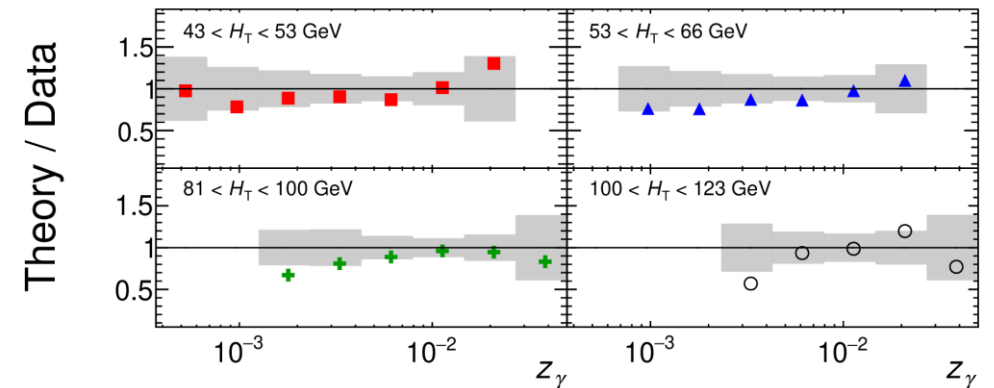 Theory / Data
43 < H_T < 53 GeV
53 < H_T < 66 GeV
1.5
1
0.5
81 < H_T < 100 GeV
100 < H_T < 123 GeV
1.5
1
0.5
10⁻³ 10⁻² 10⁻³ 10⁻²
z_γ z_γ